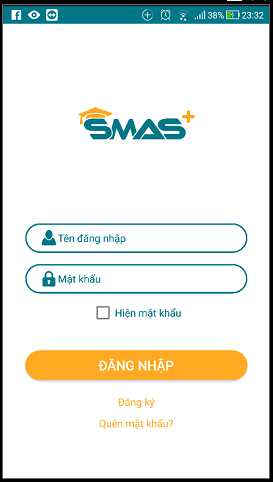 38% 23:32
SMAS+
Tên đăng nhập
Mật khẩu
Hiện mật khẩu
ĐĂNG NHẬP
Đăng ký
Quên mật khẩu?